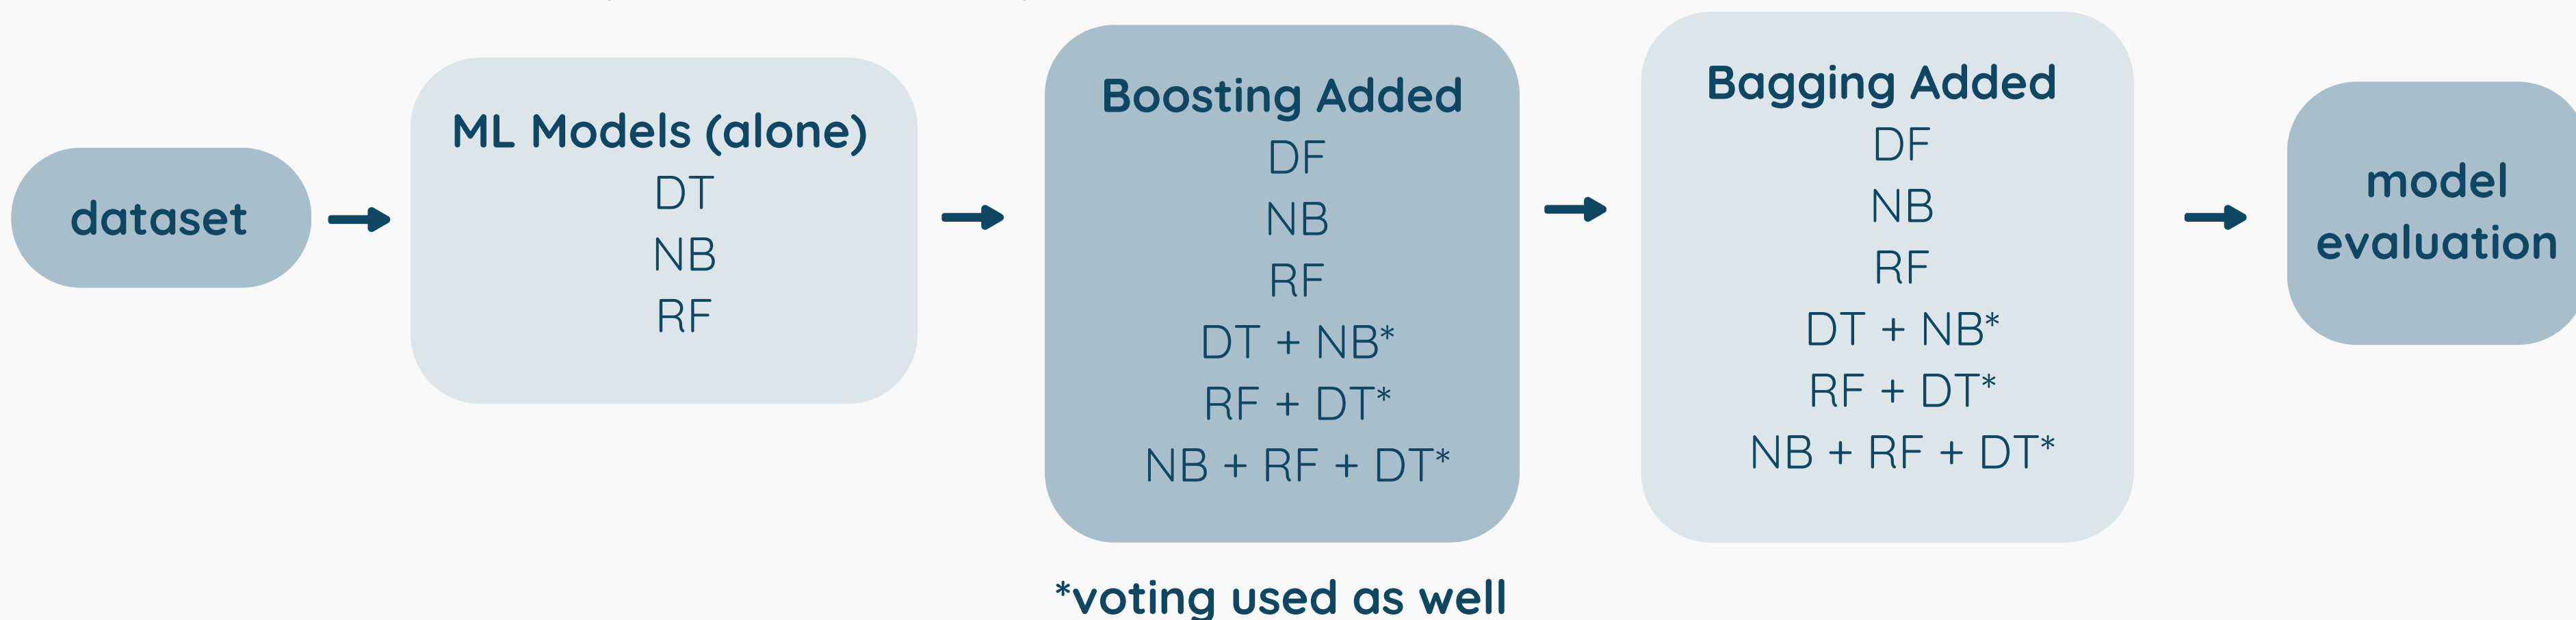 dataset
ML Models (alone)
DT
NB
RF
Boosting Added
DF
NB
RF
DT + NB*
RF + DT*
NB + RF + DT*
*voting used as well
Bagging Added
DF
NB
RF
DT + NB*
RF + DT*
NB + RF + DT*
model
evaluation